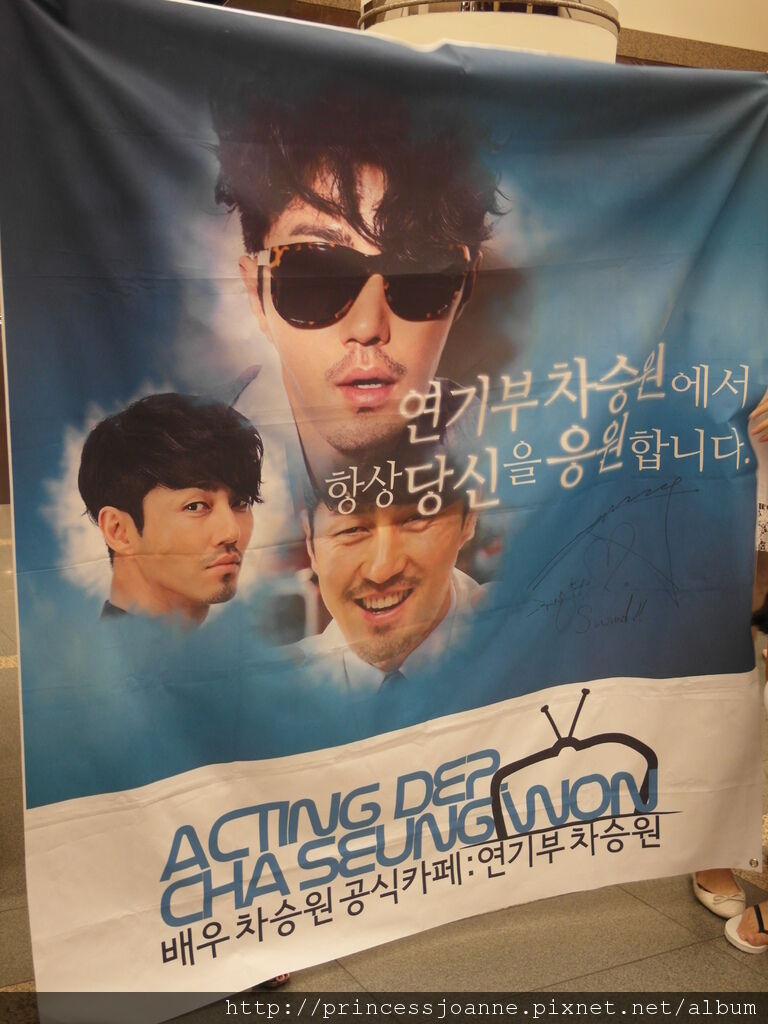 연기부 차승원에서
항상 당신을 응원합니다.
ACTING DEP.
CHA SEUNG WON
배우 차승원 공식카페:연기부 차승원
http://princessjoanne.pixnet.net/album